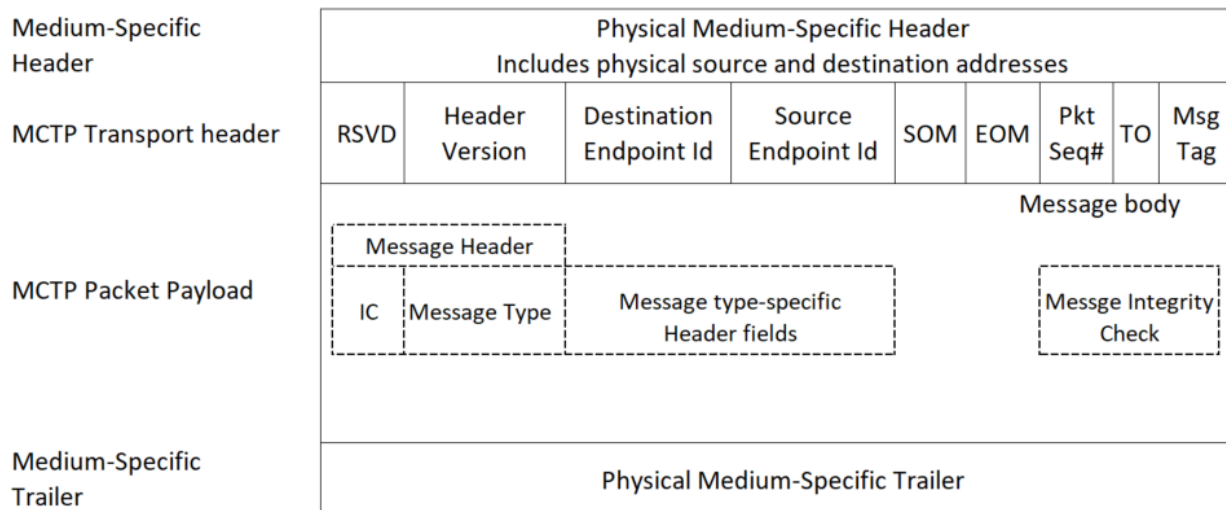 Medium-Specific
Header
Physical Medium-Specific Header
Includes physical source and destination addresses
MCTP Transport header
RSVD
Header
Version
Destination
Endpoint Id
Source
Endpoint Id
SOM
EOM
Pkt
Seq#
TO
Msg
Tag
Message body
MCTP Packet Payload
Message Header
IC
Message Type
Message type-specific
Header fields
Messge Integrity
Check
Medium-Specific
Trailer
Physical Medium-Specific Trailer